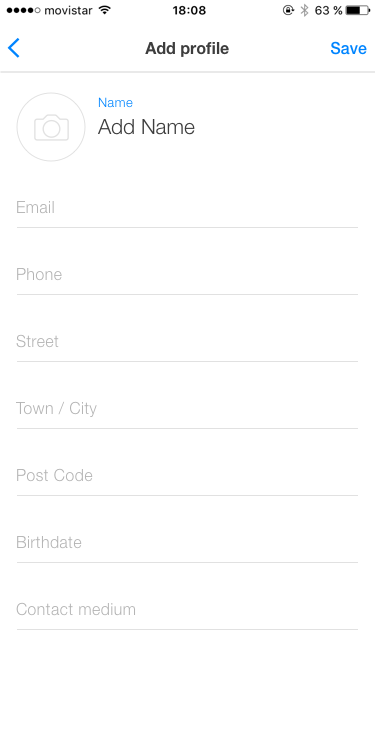 movistar 18:08 63 %
Add profile Save
Name
Add Name
Email
Phone
Street
Town / City
Post Code
Birthdate
Contact medium